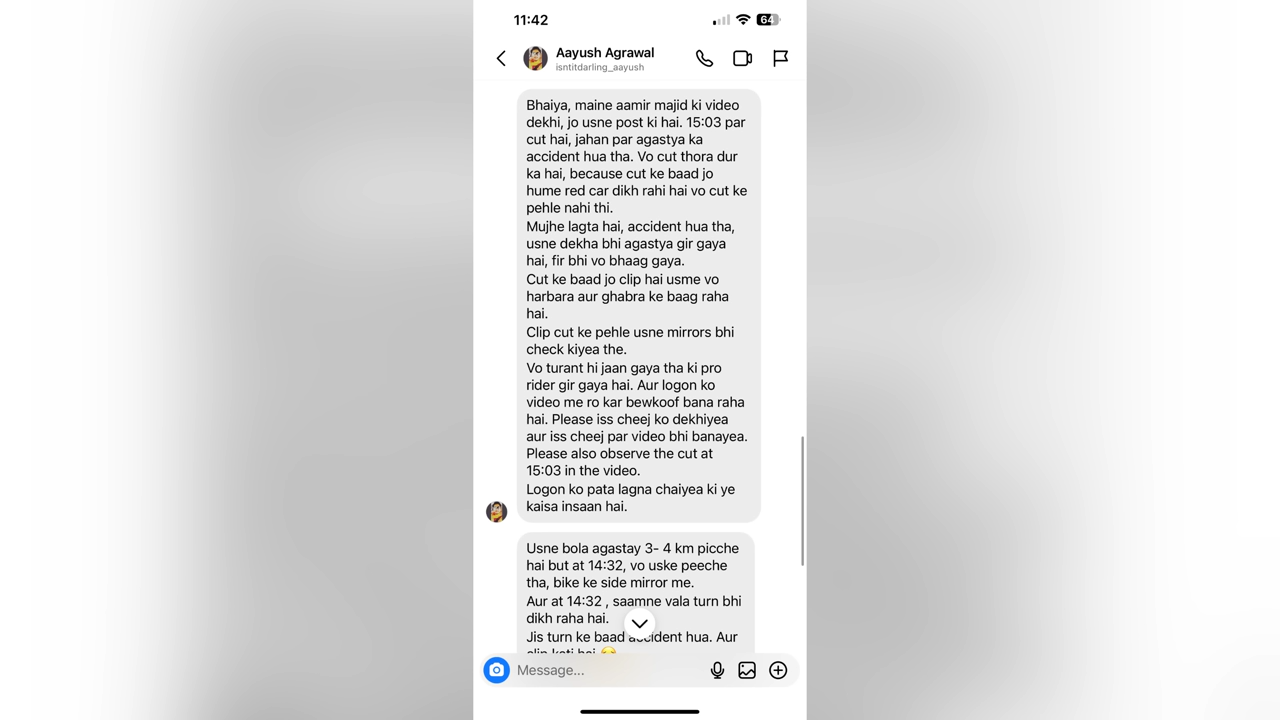 11:42
64
Aayush Agrawal
isntitdarling_aayush
Bhaiya, maine aamir majid ki video
dekhi, jo usne post ki hai. 15:03 par
cut hai, jahan par agastya ka
accident hua tha. Vo cut thora dur
ka hai, because cut ke baad jo
hume red car dikh rahi hai vo cut ke
pehle nahi thi.
Mujhe lagta hai, accident hua tha,
usne dekha bhi agastya gir gaya
hai, fir bhi vo bhaag gaya.
Cut ke baad jo clip hai usme vo
harbara aur ghabra ke baag raha
hai.
Clip cut ke pehle usne mirrors bhi
check kiyea the.
Vo turant hi jaan gaya tha ki pro
rider gir gaya hai. Aur logon ko
video me ro kar bewkoof bana raha
hai. Please iss cheej ko dekhiyea
aur iss cheej par video bhi banayea.
Please also observe the cut at
15:03 in the video.
Logon ko pata lagna chaiyea ki ye
kaisa insaan hai.
Usne bola agastay 3- 4 km picche
hai but at 14:32, vo uske peeche
tha, bike ke side mirror me.
Aur at 14:32 , saamne vala turn bhi
dikh raha hai.
Jis turn ke baad accident hua. Aur
clip kati hai 
Message...